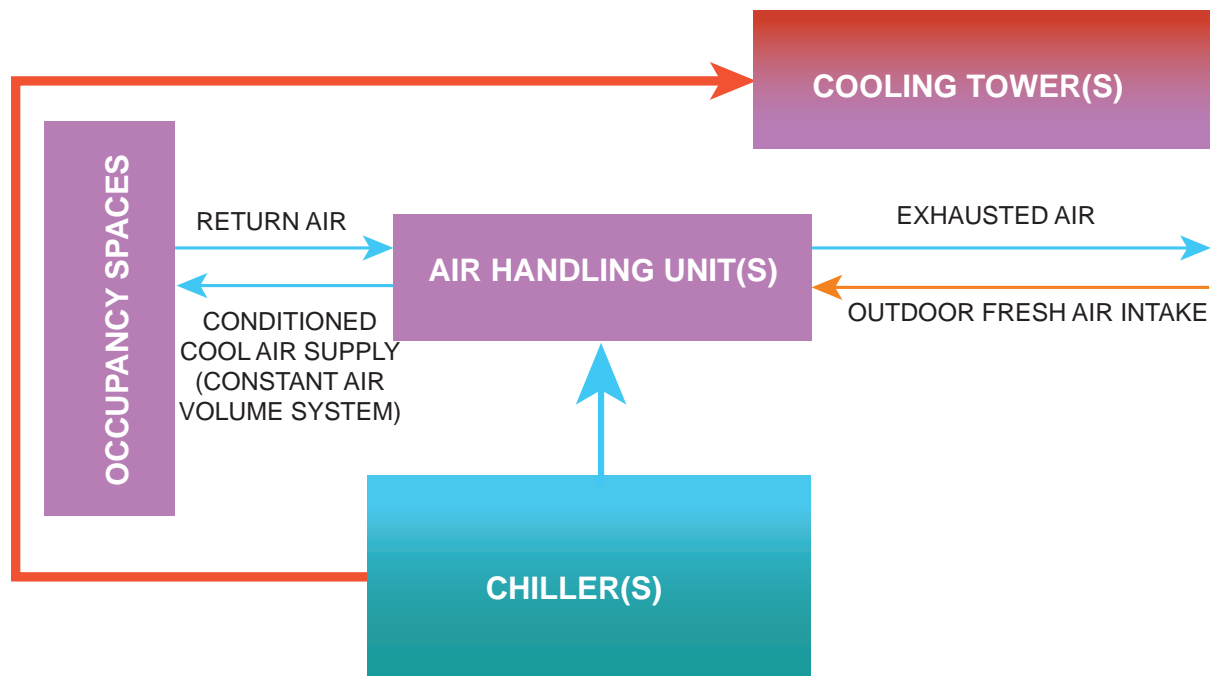 COOLING TOWER(S)
OCCUPANCY SPACES
RETURN AIR
EXHAUSTED AIR
AIR HANDLING UNIT(S)
OUTDOOR FRESH AIR INTAKE
CONDITIONED
COOL AIR SUPPLY
(CONSTANT AIR
VOLUME SYSTEM)
CHILLER(S)